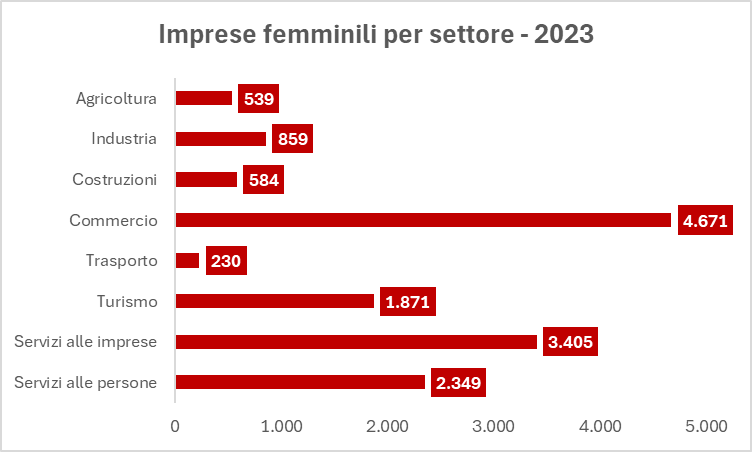 Imprese femminili per settore - 2023
Agricoltura 539
Industria 859
Costruzioni 584
Commercio 4.671
Trasporto 230
Turismo 1.871
Servizi alle imprese 3.405
Servizi alle persone 2.349
0 1.000 2.000 3.000 4.000 5.000